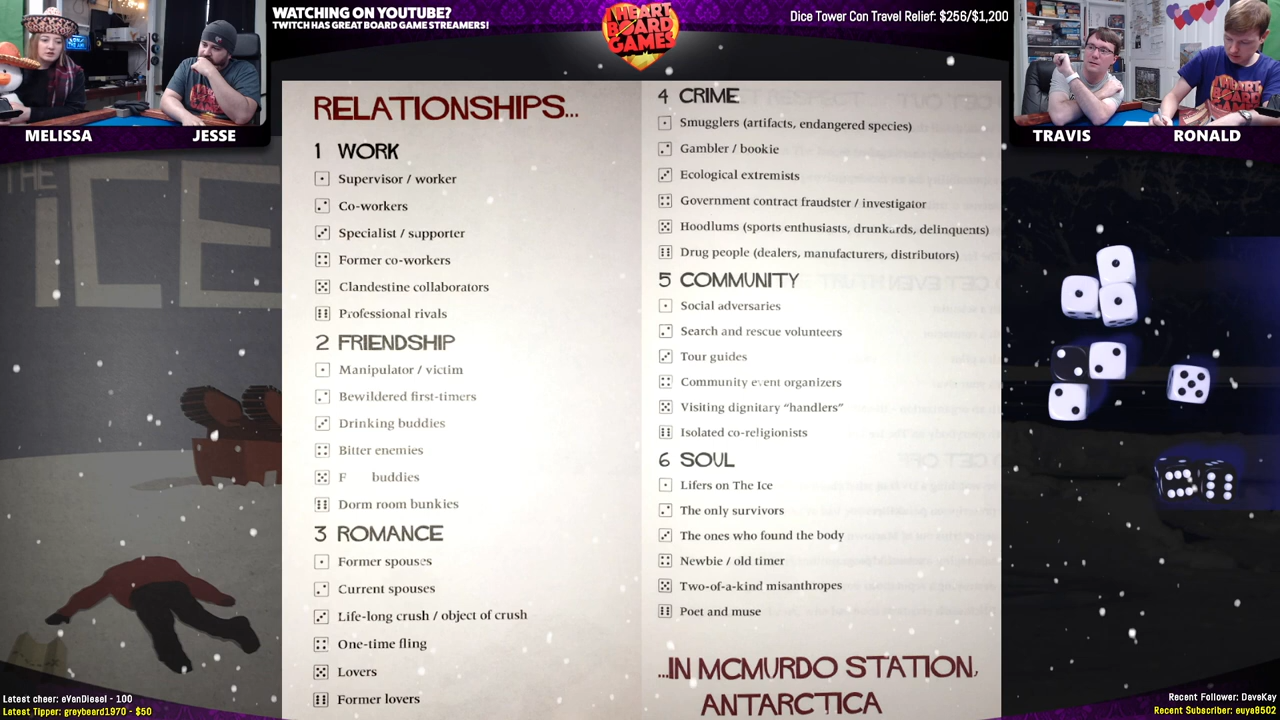 WATCHING ON YOUTUBE?
TWITCH HAS GREAT BOARD GAME STREAMERS!
I HEART
BOARD
GAMES
Dice Tower Con Travel Relief: $256/$1,200
MELISSA
JESSE
TRAVIS
RONALD
THE
ICE
RELATIONSHIPS...
1 WORK
Supervisor / worker
Co-workers
Specialist / supporter
Former co-workers
Clandestine collaborators
Professional rivals
2 FRIENDSHIP
Manipulator / victim
Bewildered first-timers
Drinking buddies
Bitter enemies
F buddies
Dorm room bunkies
3 ROMANCE
Former spouses
Current spouses
Life-long crush / object of crush
One-time fling
Lovers
Former lovers
4 CRIME
Smugglers (artifacts, endangered species)
Gambler / bookie
Ecological extremists
Government contract fraudster / investigator
Hoodlums (sports enthusiasts, drunkards, delinquents)
Drug people (dealers, manufacturers, distributors)
5 COMMUNITY
Social adversaries
Search and rescue volunteers
Tour guides
Community event organizers
Visiting dignitary “handlers”
Isolated co-religionists
6 SOUL
Lifers on The Ice
The only survivors
The ones who found the body
Newbie / old timer
Two-of-a-kind misanthropes
Poet and muse
...IN MCMURDO STATION,
ANTARCTICA
Latest cheer: eVanDiesel - 100
Latest Tipper: greybeard1970 - $50
Recent Follower: DaveKay
Recent Subscriber: euya8502